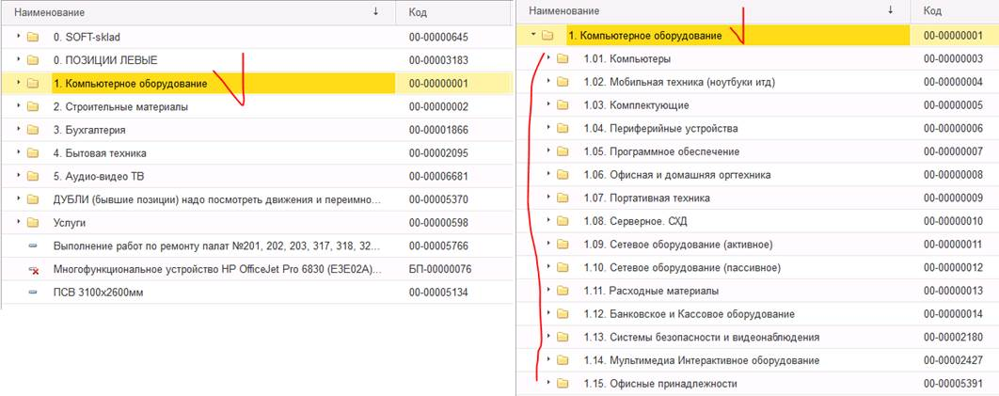 Наименование ↓ Код
0. SOFT-sklad 00-00000645
0. ПОЗИЦИИ ЛЕВЫЕ 00-00003183
1. Компьютерное оборудование 00-00000001
2. Строительные материалы 00-00000002
3. Бухгалтерия 00-00001866
4. Бытовая техника 00-00002095
5. Аудио-видео ТВ 00-00006681
ДУБЛИ (бывшие позиции) надо посмотреть движения и переимно... 00-00005370
Услуги 00-00000598
Выполнение работ по ремонту палат №201, 202, 203, 317, 318, 32... 00-00005766
Многофункциональное устройство HP OfficeJet Pro 6830 (E3E02A)... БП-00000076
ПСВ 3100х2600мм 00-00005134
Наименование ↓ Код
1. Компьютерное оборудование 00-00000001
1.01. Компьютеры 00-00000003
1.02. Мобильная техника (ноутбуки итд) 00-00000004
1.03. Комплектующие 00-00000005
1.04. Периферийные устройства 00-00000006
1.05. Программное обеспечение 00-00000007
1.06. Офисная и домашняя оргтехника 00-00000008
1.07. Портативная техника 00-00000009
1.08. Серверное. СХД 00-00000010
1.09. Сетевое оборудование (активное) 00-00000011
1.10. Сетевое оборудование (пассивное) 00-00000012
1.11. Расходные материалы 00-00000013
1.12. Банковское и Кассовое оборудование 00-00000014
1.13. Системы безопасности и видеонаблюдения 00-00002180
1.14. Мультимедиа Интерактивное оборудование 00-00002427
1.15. Офисные принадлежности 00-00005391